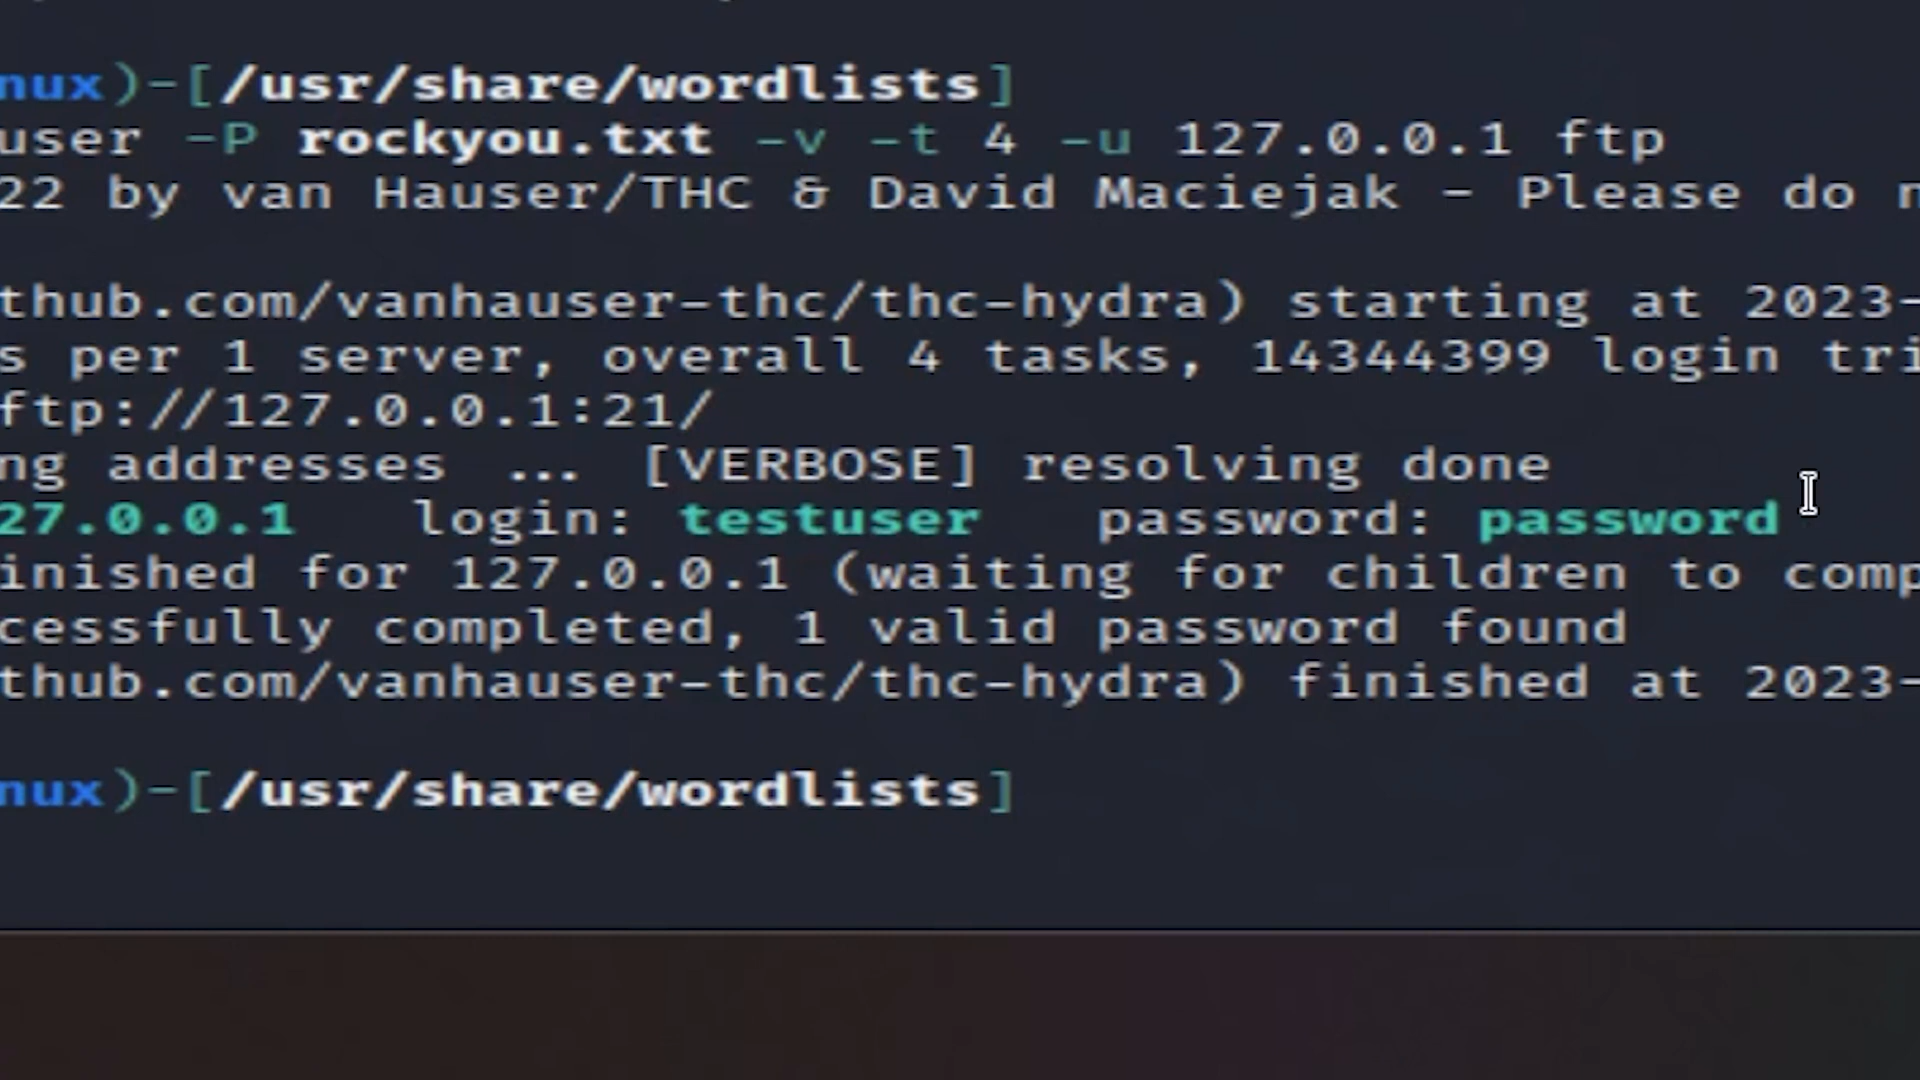 nux)-[/usr/share/wordlists]
user -P rockyou.txt -v -t 4 -u 127.0.0.1 ftp
22 by van Hauser/THC & David Maciejak - Please do n
thub.com/vanhauser-thc/thc-hydra) starting at 2023-
s per 1 server, overall 4 tasks, 14344399 login tri
ftp://127.0.0.1:21/
ng addresses ... [VERBOSE] resolving done
27.0.0.1 login: testuser password: password
inished for 127.0.0.1 (waiting for children to comp
cessfully completed, 1 valid password found
thub.com/vanhauser-thc/thc-hydra) finished at 2023-
nux)-[/usr/share/wordlists]